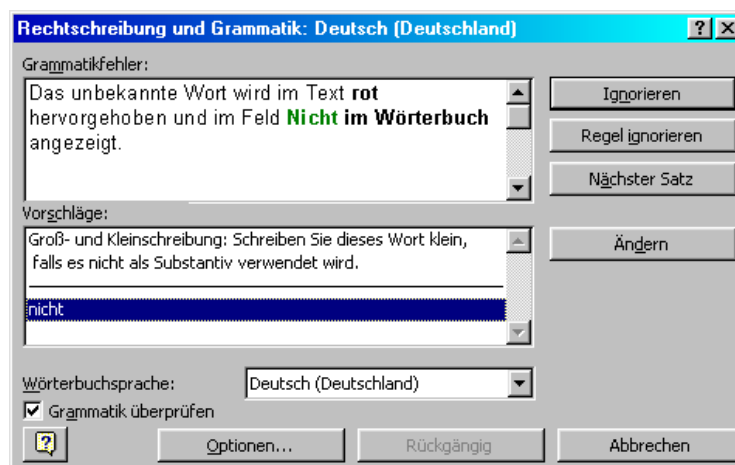 Rechtschreibung und Grammatik: Deutsch (Deutschland)
Grammatikfehler:
Das unbekannte Wort wird im Text rot
hervorgehoben und im Feld Nicht im Wörterbuch
angezeigt.
Ignorieren
Regel ignorieren
Nächster Satz
Vorschläge:
Groß- und Kleinschreibung: Schreiben Sie dieses Wort klein,
falls es nicht als Substantiv verwendet wird.
nicht
Ändern
Wörterbuchsprache:
Deutsch (Deutschland)
Grammatik überprüfen
Optionen...
Rückgängig
Abbrechen